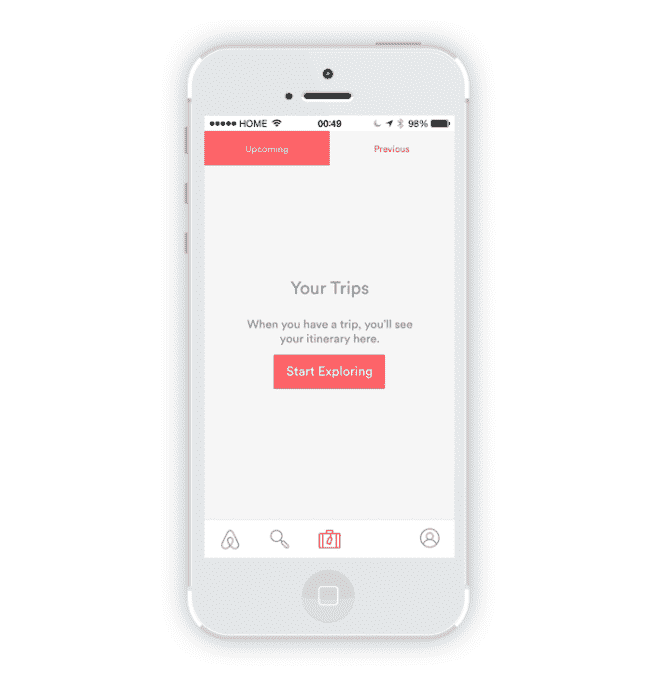 ●●●●● HOME 00:49 98%
Upcoming Previous
Your Trips
When you have a trip, you'll see
your itinerary here.
Start Exploring